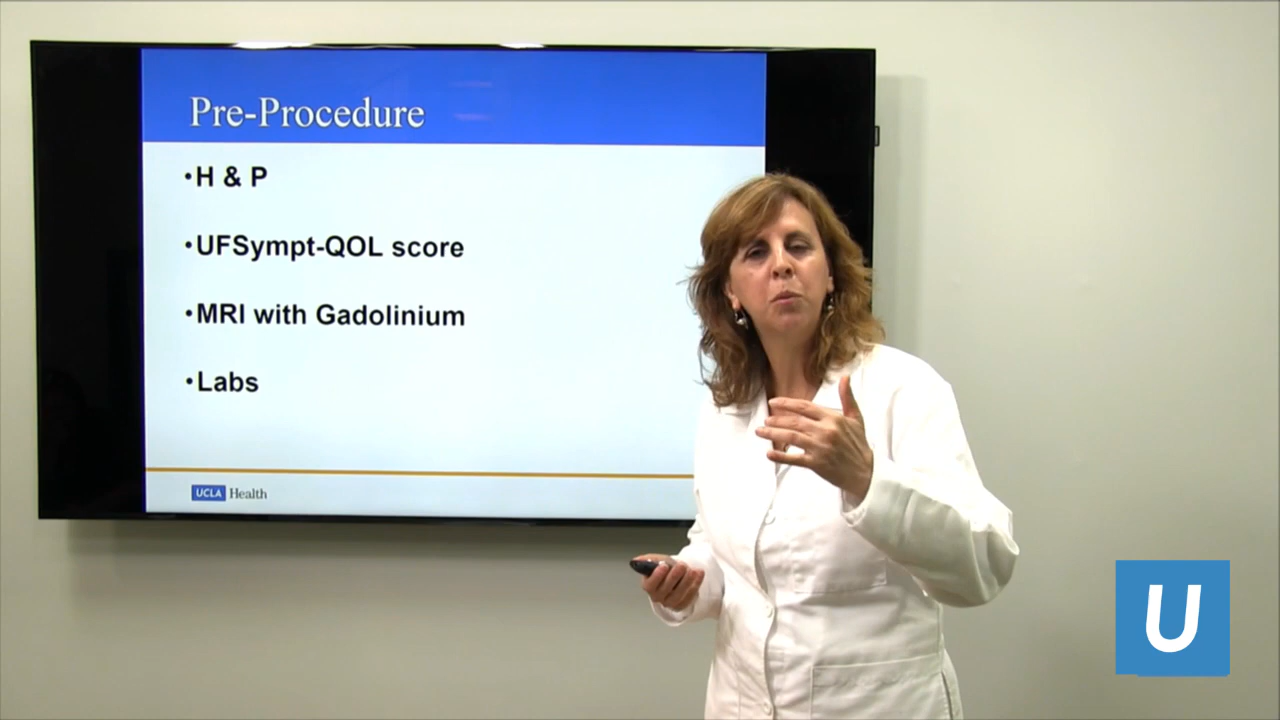 Pre-Procedure
•H & P
•UFSympt-QOL score
•MRI with Gadolinium
•Labs
UCLA Health
U